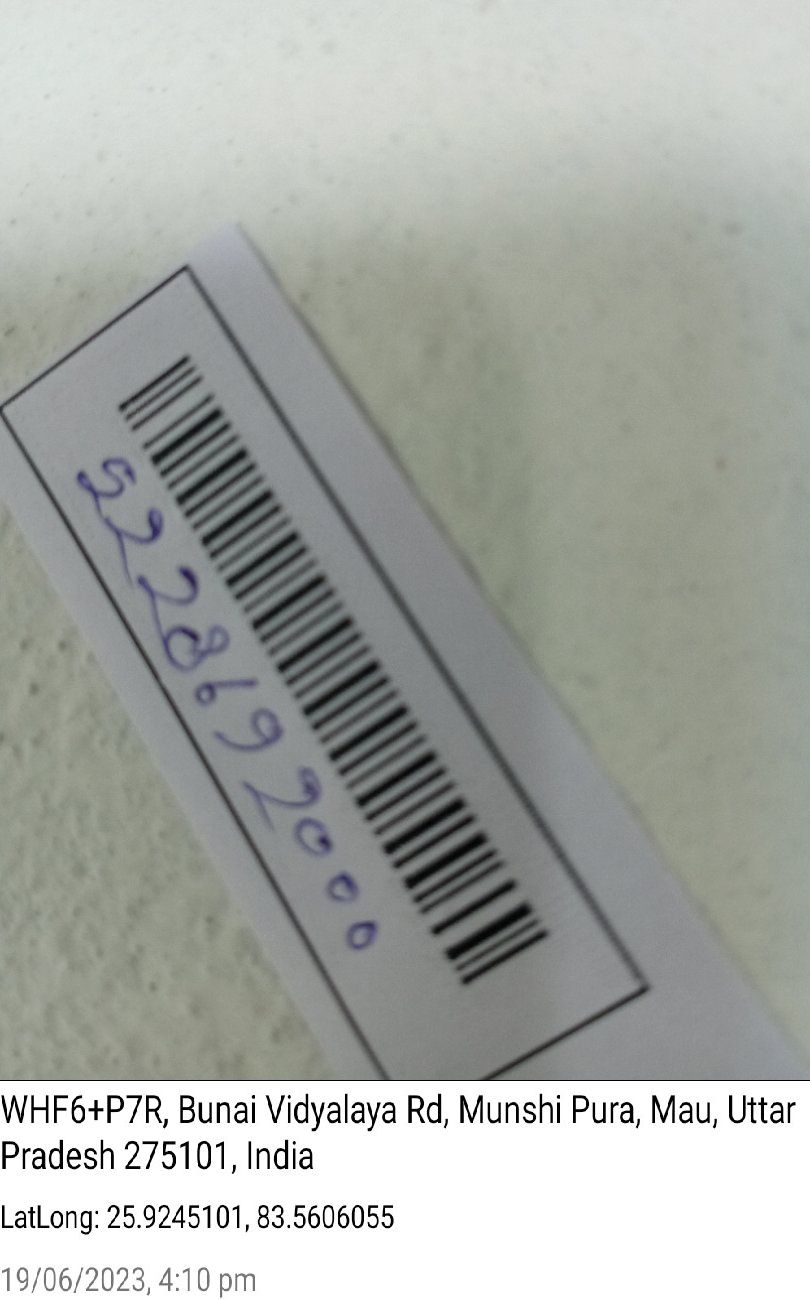 5228692000
WHF6+P7R, Bunai Vidyalaya Rd, Munshi Pura, Mau, Uttar
Pradesh 275101, India
LatLong: 25.9245101, 83.5606055
19/06/2023, 4:10 pm